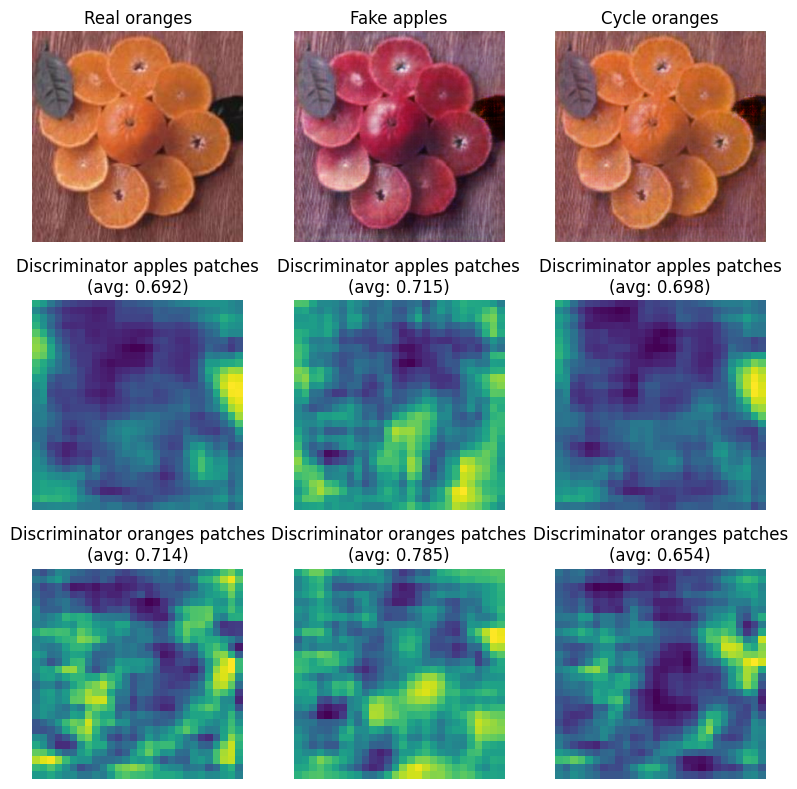 Real oranges
Fake apples
Cycle oranges
Discriminator apples patches
(avg: 0.692)
Discriminator apples patches
(avg: 0.715)
Discriminator apples patches
(avg: 0.698)
Discriminator oranges patches
(avg: 0.714)
Discriminator oranges patches
(avg: 0.785)
Discriminator oranges patches
(avg: 0.654)